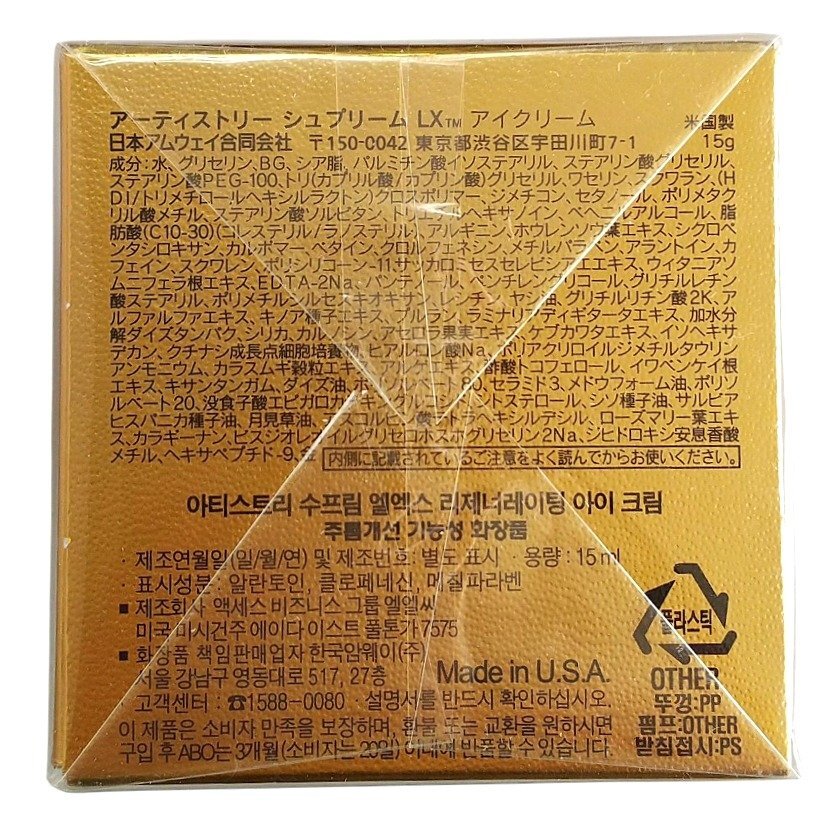 アーティストリー シュプリーム LX™ アイクリーム 米国製
日本アムウェイ合同会社 〒150-0042 東京都渋谷区宇田川町7-1 15g
成分:水、グリセリン、BG、シア脂、パルミチン酸イソステアリル、ステアリン酸グリセリル、
ステアリン酸PEG-100、トリ(カプリル酸/カプリン酸)グリセリル、ワセリン、スクワラン、(H
DI/トリメチロールヘキシルラクトン)クロスポリマー、ジメチコン、セタノール、ポリメタク
リル酸メチル、ステアリン酸ソルビタン、トリエチルヘキサノイン、ベヘニルアルコール、脂
肪酸(C10-30)(コレステリル/ラノステリル)、アルギニン、ホウレンソウ葉エキス、シクロペ
ンタシロキサン、カルボマー、ベタイン、クロルフェネシン、メチルパラベン、アラントイン、カ
フェイン、スクワレン、ポリシリコーン-11、サッカロミセスセレビシアエエキス、ウィタニアソ
ムニフェラ根エキス、EDTA-2Na、パンテノール、ペンチレングリコール、グリチルレチン
酸ステアリル、ポリメチルシルセスキオキサン、レシチン、ヤシ油、グリチルリチン酸2K、ア
ルファルファエキス、キノア種子エキス、プルラン、ラミナリアディギタータエキス、加水分
解ダイズタンパク、シリカ、カルノシン、アセロラ果実エキス、ケブカワタエキス、イソヘキサ
デカン、クチナシ成長点細胞培養物、ヒアルロン酸Na、ポリアクリロイルジメチルタウリン
アンモニウム、カラスムギ穀粒エキス、アルゲエキス、酢酸トコフェロール、イワベンケイ根
エキス、キサンタンガム、ダイズ油、ポリソルベート80、セラミド3、メドウフォーム油、ポリソ
ルベート20、没食子酸エピガロカテキルグルコシド、フィトステロール、シソ種子油、サルビア
ヒスパニカ種子油、月見草油、アスコルビン酸テトラヘキシルデシル、ローズマリー葉エキ
ス、カラギーナン、ビスジオレオイルグリセロホスホグリセリン2Na、ジヒドロキシ安息香酸
メチル、ヘキサペプチド-9、金 内側に記載されているご注意をよく読んでからお使いください。
아티스트리 수프림 엘엑스 리제너레이팅 아이 크림
주름개선 기능성 화장품
· 제조연월일 (일/월/연) 및 제조번호: 별도 표시 · 용량 : 15ml
· 표시성분 : 알란토인, 클로페네신, 메칠파라벤
■ 제조회사 액세스 비즈니스 그룹 엘엘씨
미국 미시건주 에이다 이스트 풀톤가 7575
■ 화장품 책임판매업자 한국암웨이(주)
서울 강남구 영동대로 517, 27층 Made in U.S.A.
· 고객센터 : ☎1588-0080 · 설명서를 반드시 확인하십시오.
이 제품은 소비자 만족을 보장하며, 환불 또는 교환을 원하시면
구입 후 ABO는 3개월(소비자는 20일) 이내에 반품할 수 있습니다.
플라스틱
OTHER
뚜껑:PP
펌프:OTHER
받침접시:PS